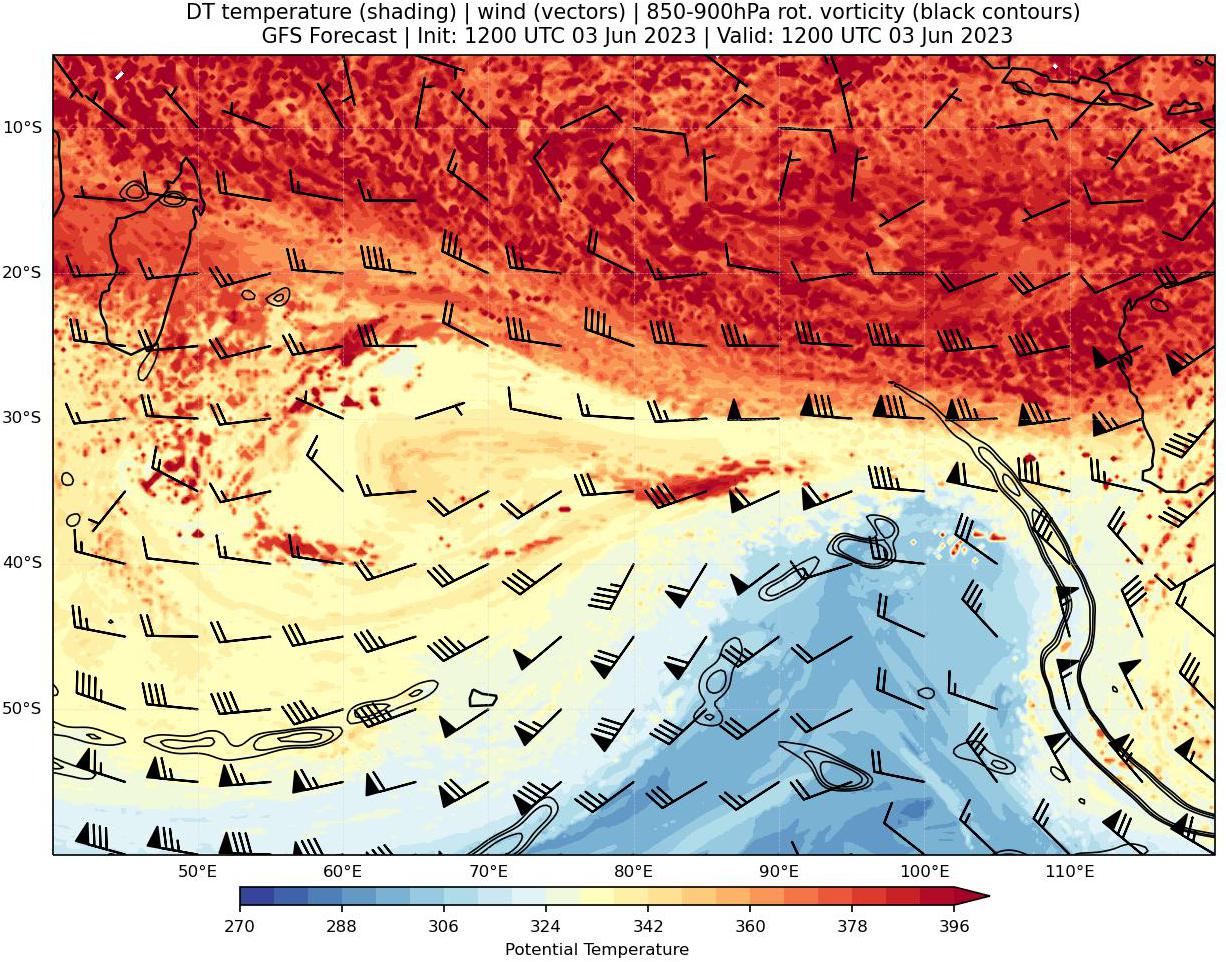 DT temperature (shading) | wind (vectors) | 850-900hPa rot. vorticity (black contours)
GFS Forecast | Init: 1200 UTC 03 Jun 2023 | Valid: 1200 UTC 03 Jun 2023
10°S
20°S
30°S
40°S
50°S
50°E 60°E 70°E 80°E 90°E 100°E 110°E
270 288 306 324 342 360 378 396
Potential Temperature